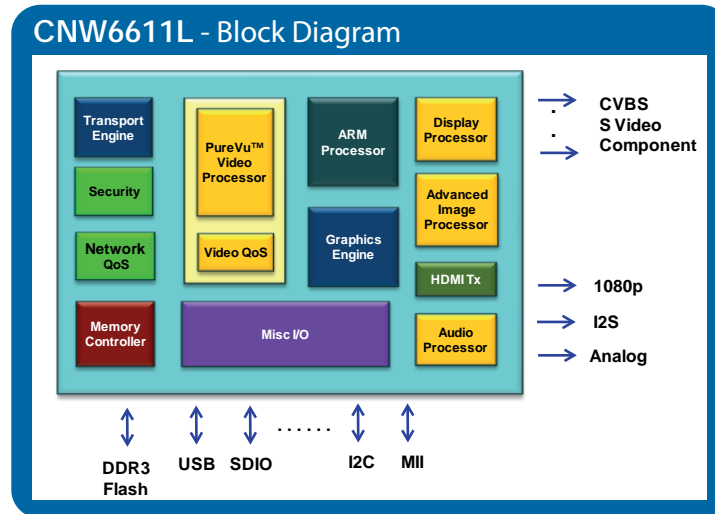 CNW6611L - Block Diagram
Transport
Engine
PureVu™
Video
Processor
ARM
Processor
Display
Processor
CVBS
.
.
S Video
Component
Security
Advanced
Image
Processor
Network
QoS
Video QoS
Graphics
Engine
HDMI Tx
1080p
Memory
Controller
Misc I/O
Audio
Processor
I2S
Analog
DDR3
Flash
USB
SDIO
. . . . . .
I2C
MII